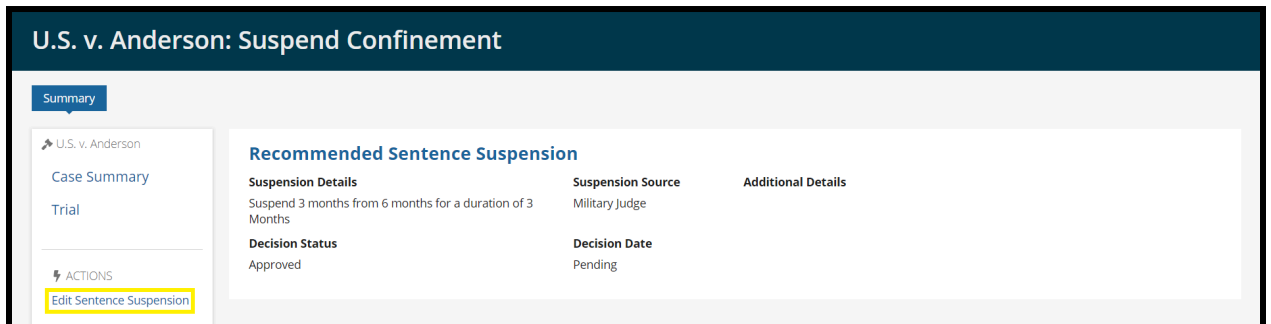 U.S. v. Anderson: Suspend Confinement
Summary
U.S. v. Anderson
Case Summary
Trial
ACTIONS
Edit Sentence Suspension
Recommended Sentence Suspension
Suspension Details
Suspend 3 months from 6 months for a duration of 3
Months
Suspension Source
Military Judge
Additional Details
Decision Status
Approved
Decision Date
Pending